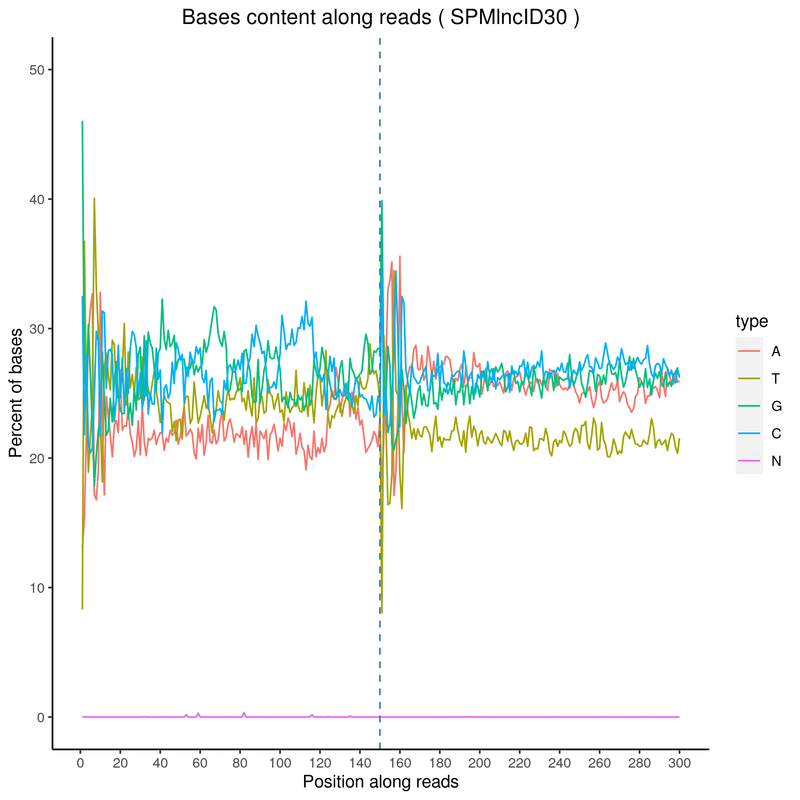 Bases content along reads ( SPMlncID30 )
Percent of bases
50
40
30
20
10
0
0 20 40 60 80 100 120 140 160 180 200 220 240 260 280 300
Position along reads
type
A
T
G
C
N